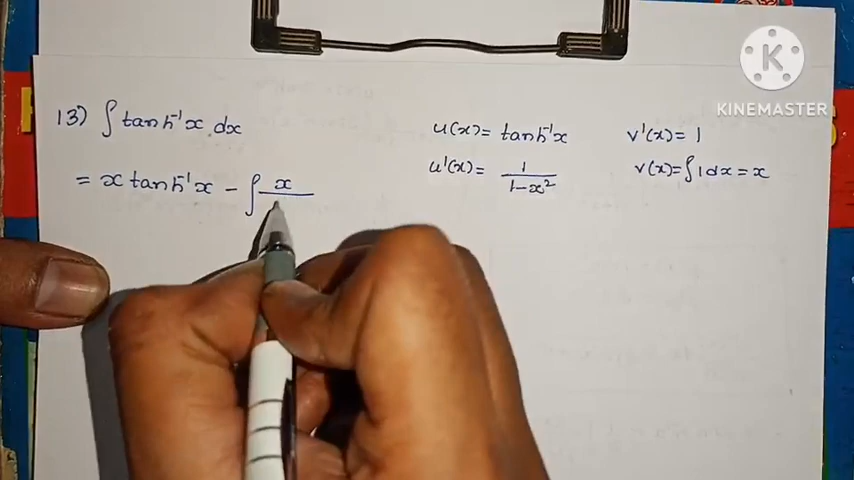 K
KINEMASTER
13) ∫ tanh⁻¹x dx
u(x) = tanh⁻¹x v'(x) = 1
u'(x) = 1/(1-x²) v(x) = ∫1 dx = x
= x tanh⁻¹x - ∫ x/